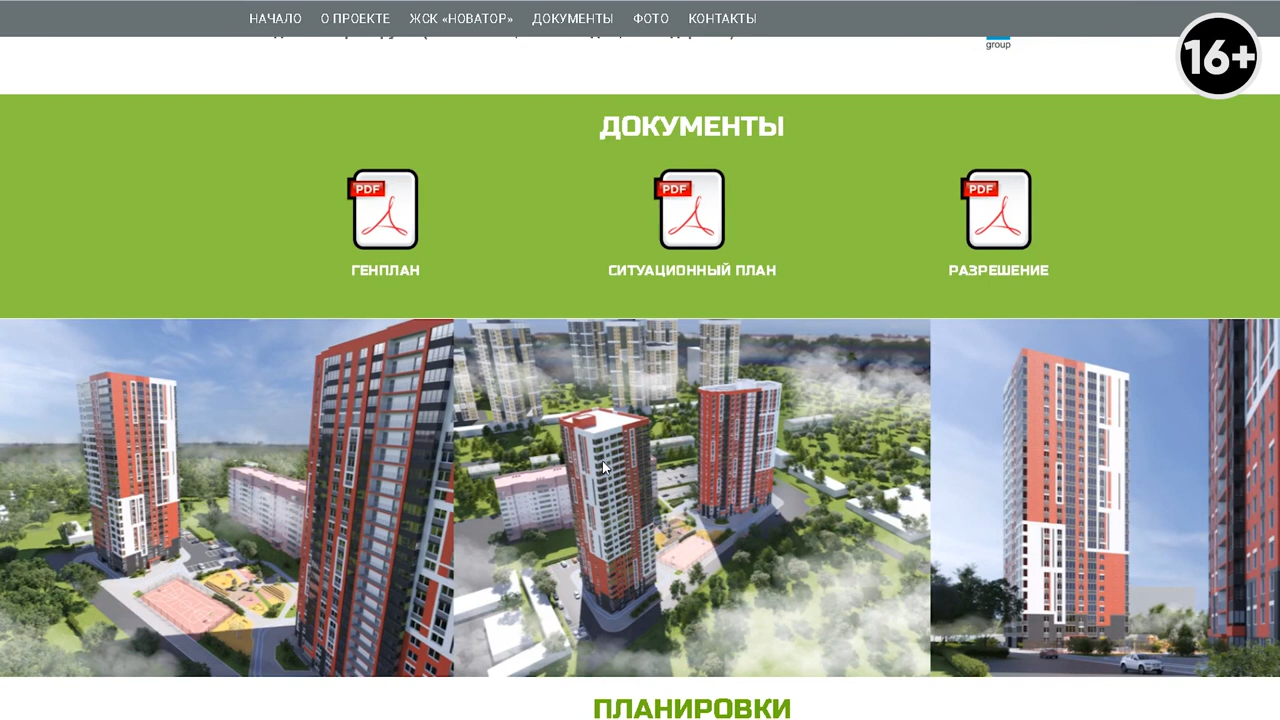 НАЧАЛО О ПРОЕКТЕ ЖСК «НОВАТОР» ДОКУМЕНТЫ ФОТО КОНТАКТЫ
16+
group
ДОКУМЕНТЫ
PDF PDF PDF
ГЕНПЛАН СИТУАЦИОННЫЙ ПЛАН РАЗРЕШЕНИЕ
ПЛАНИРОВКИ